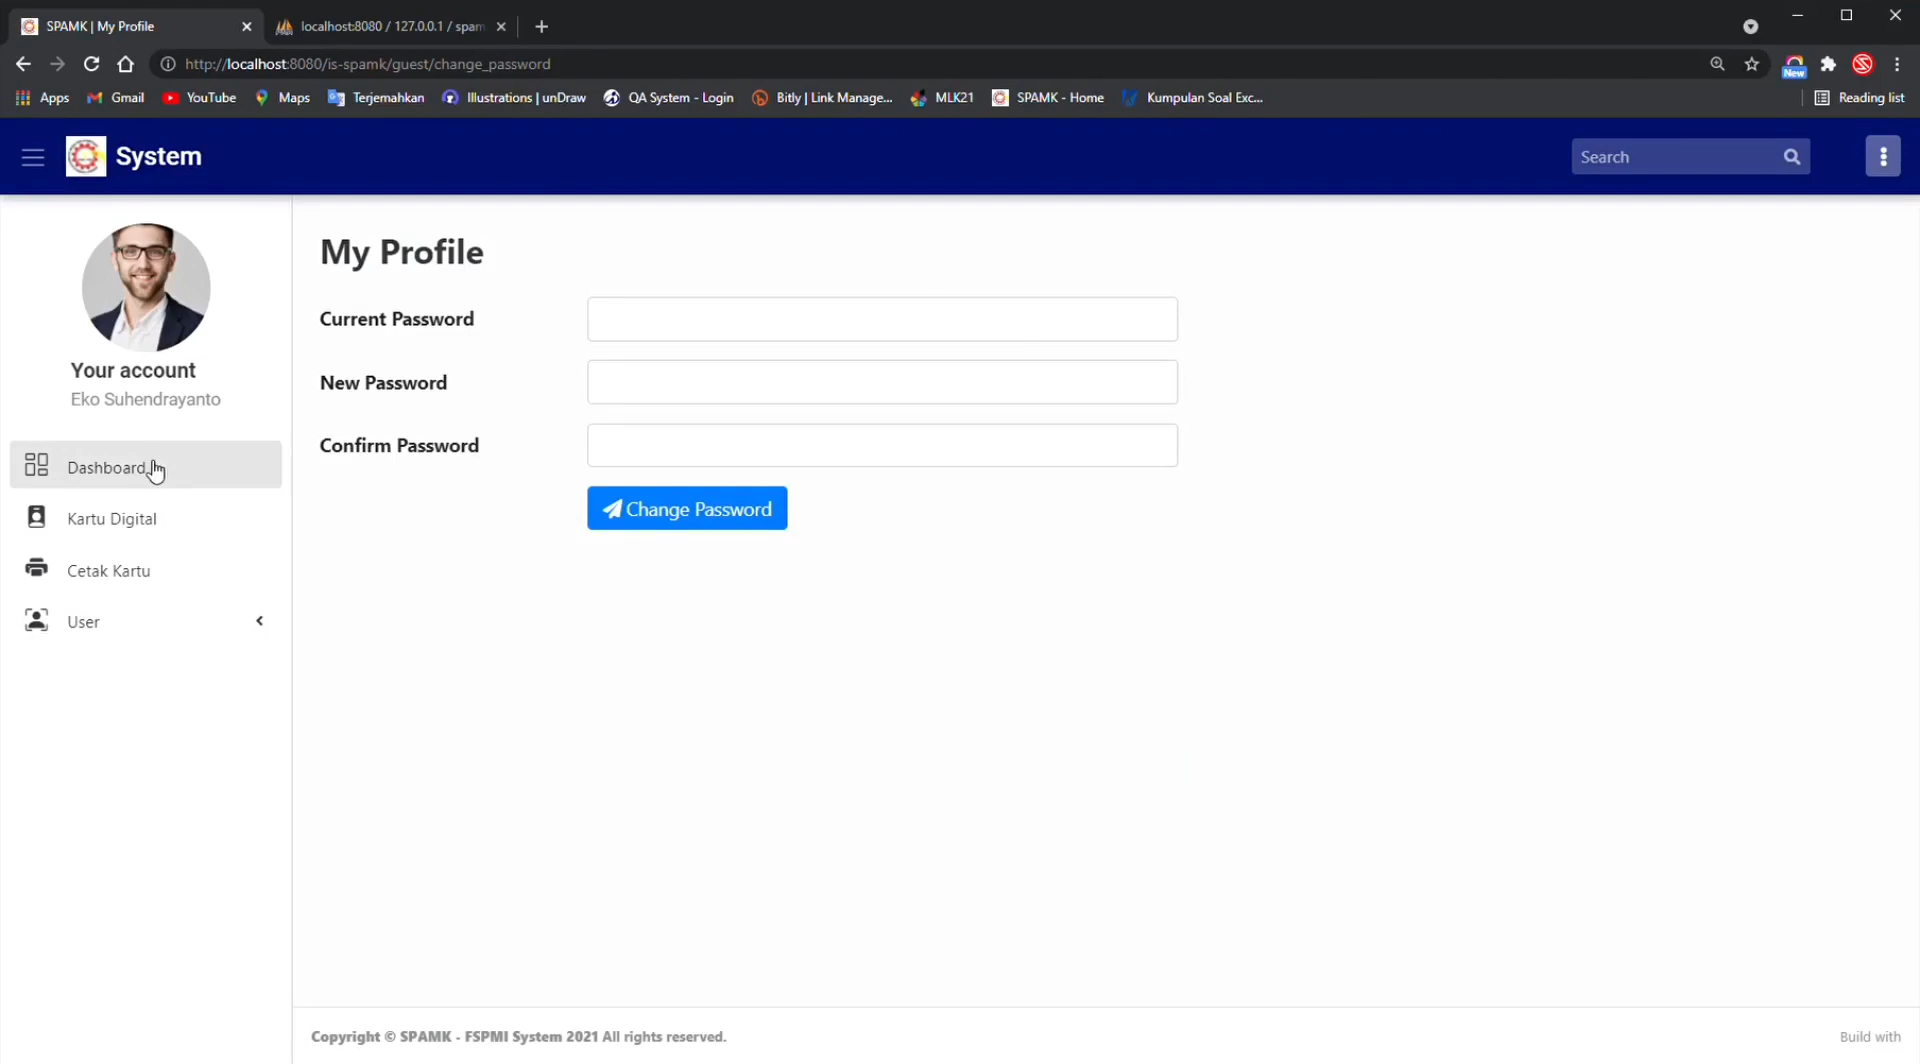 SPAMK | My Profile
localhost:8080 / 127.0.0.1 / spam
http://localhost:8080/is-spamk/guest/change_password
New
Apps
Gmail
YouTube
Maps
Terjemahkan
Illustrations | unDraw
QA System - Login
Bitly | Link Manage...
MLK21
SPAMK - Home
Kumpulan Soal Exc...
Reading list
System
Search
Your account
Eko Suhendrayanto
Dashboard
Kartu Digital
Cetak Kartu
User
My Profile
Current Password
New Password
Confirm Password
Change Password
Copyright © SPAMK - FSPMI System 2021 All rights reserved.
Build with